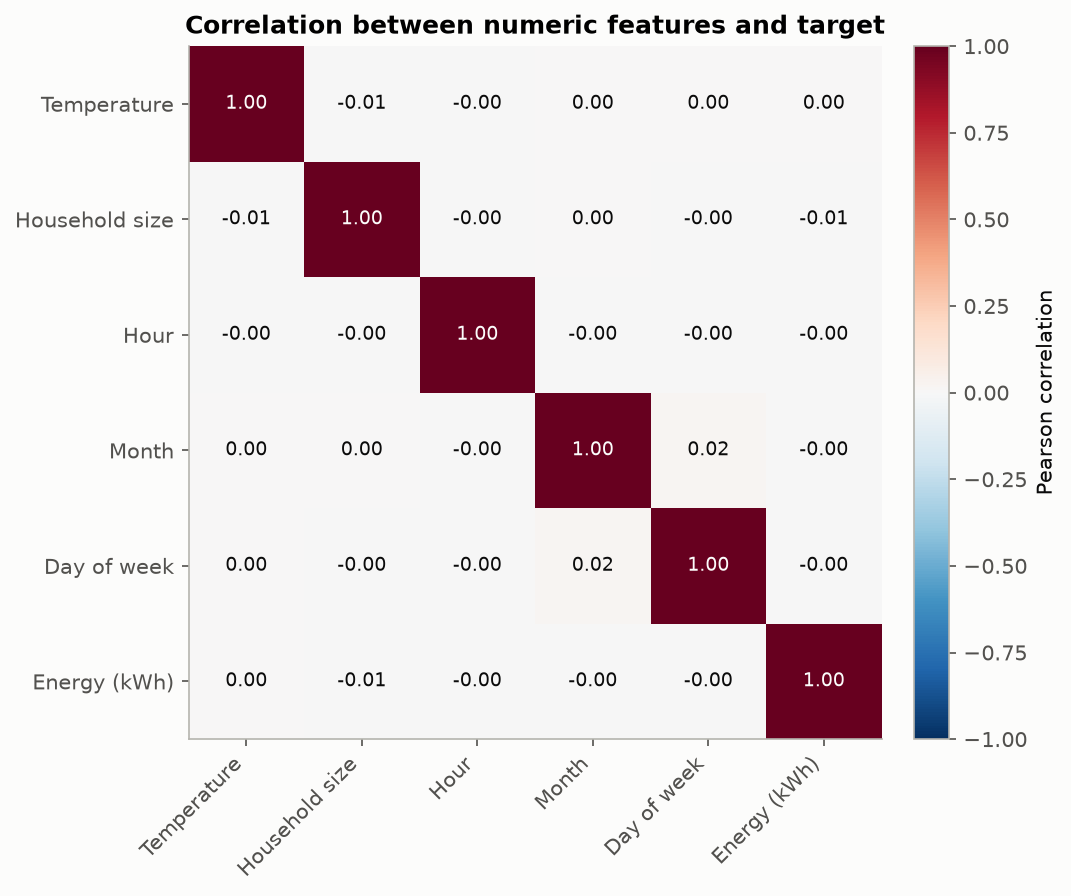 Correlation between numeric features and target
Temperature 1.00 -0.01 -0.00 0.00 0.00 0.00
Household size -0.01 1.00 -0.00 0.00 -0.00 -0.01
Hour -0.00 -0.00 1.00 -0.00 -0.00 -0.00
Month 0.00 0.00 -0.00 1.00 0.02 -0.00
Day of week 0.00 -0.00 -0.00 0.02 1.00 -0.00
Energy (kWh) 0.00 -0.01 -0.00 -0.00 -0.00 1.00
Temperature
Household size
Hour
Month
Day of week
Energy (kWh)
1.00
0.75
0.50
0.25
0.00
−0.25
−0.50
−0.75
−1.00
Pearson correlation